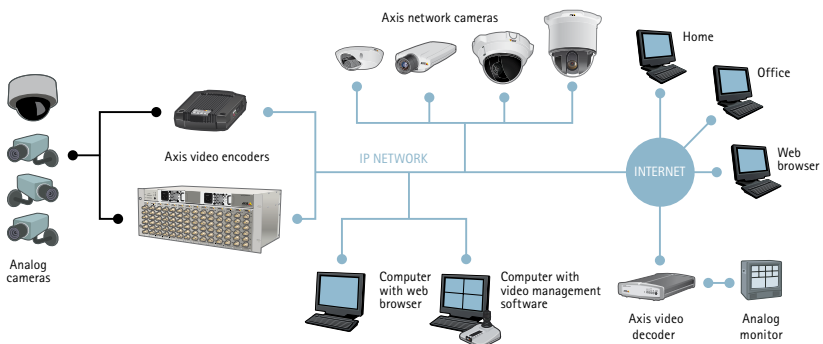 Axis network cameras
Home
Office
Axis video encoders
IP NETWORK
INTERNET
Web
browser
Analog
cameras
Computer
with web
browser
Computer with
video management
software
Axis video
decoder
Analog
monitor